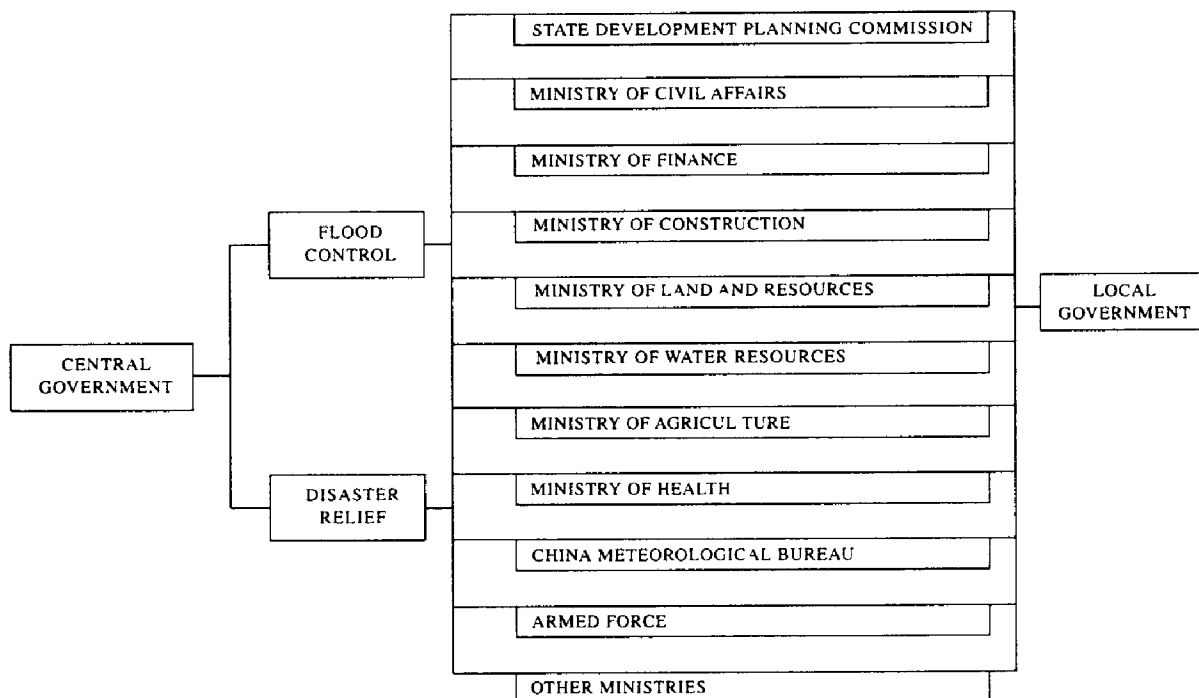 STATE DEVELOPMENT PLANNING COMMISSION
MINISTRY OF CIVIL AFFAIRS
MINISTRY OF FINANCE
FLOOD
CONTROL
MINISTRY OF CONSTRUCTION
MINISTRY OF LAND AND RESOURCES
LOCAL
GOVERNMENT
CENTRAL
GOVERNMENT
MINISTRY OF WATER RESOURCES
MINISTRY OF AGRICUL TURE
DISASTER
RELIEF
MINISTRY OF HEALTH
CHINA METEOROLOGICAL BUREAU
ARMED FORCE
OTHER MINISTRIES